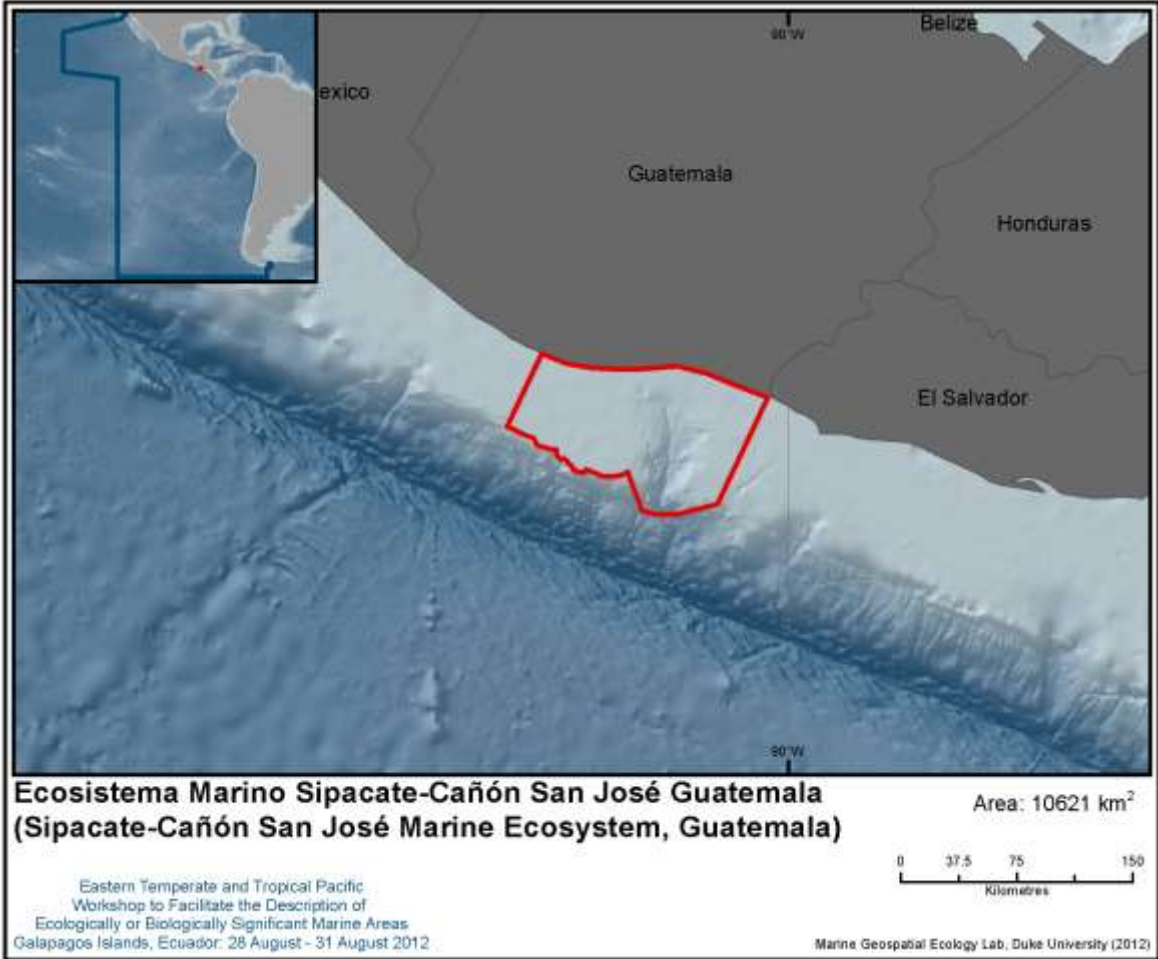 90°W
Belize
exico
Guatemala
Honduras
El Salvador
90°W
Ecosistema Marino Sipacate-Cañón San José Guatemala
(Sipacate-Cañón San José Marine Ecosystem, Guatemala)
Area: 10621 km²
0 37.5 75 150
Kilometres
Eastern Temperate and Tropical Pacific
Workshop to Facilitate the Description of
Ecologically or Biologically Significant Marine Areas
Galapagos Islands, Ecuador: 28 August - 31 August 2012
Marine Geospatial Ecology Lab, Duke University (2012)